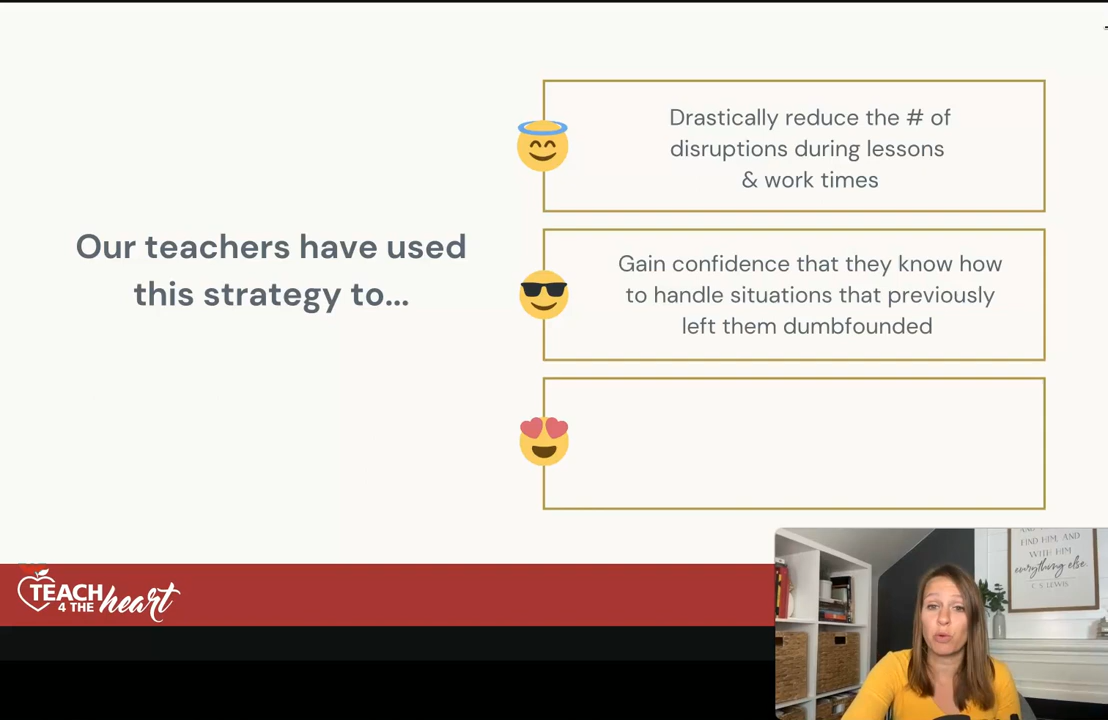 Our teachers have used
this strategy to...
Drastically reduce the # of
disruptions during lessons
& work times
Gain confidence that they know how
to handle situations that previously
left them dumbfounded
TEACH
4 THE heart
FIND HIM, AND
WITH HIM
everything else.
C.S. LEWIS